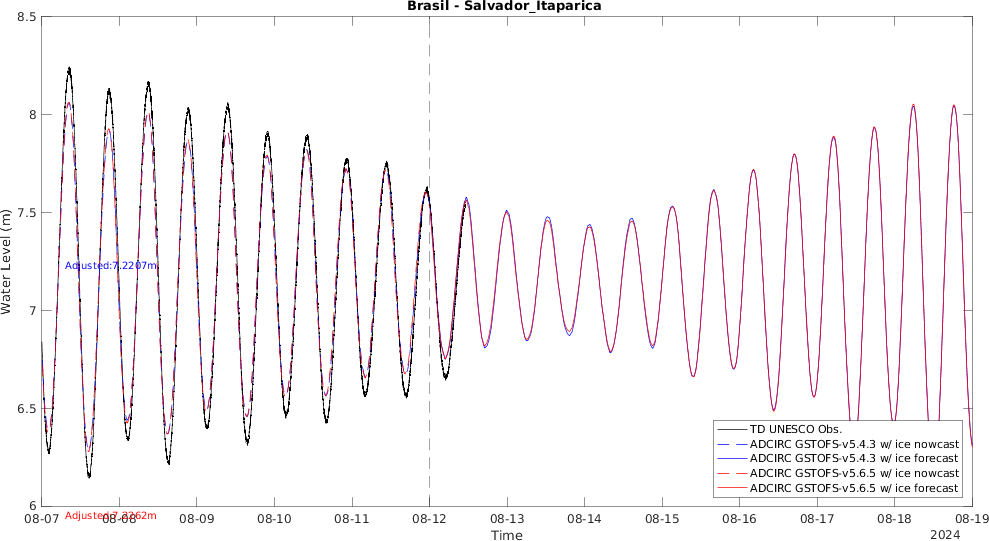 Brasil - Salvador_Itaparica
Water Level (m)
8.5
8
7.5
7
6.5
6
Adjusted:7.2207m
Adjusted:7.2262m
TD UNESCO Obs.
ADCIRC GSTOFS-v5.4.3 w/ ice nowcast
ADCIRC GSTOFS-v5.4.3 w/ ice forecast
ADCIRC GSTOFS-v5.6.5 w/ ice nowcast
ADCIRC GSTOFS-v5.6.5 w/ ice forecast
08-07 08-08 08-09 08-10 08-11 08-12 08-13 08-14 08-15 08-16 08-17 08-18 08-19
Time
2024